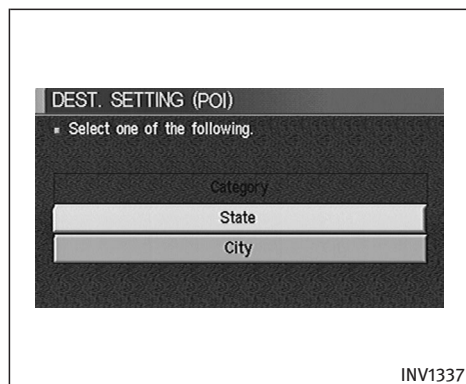 DEST. SETTING (POI)
Select one of the following.
Category
State
City
INV1337